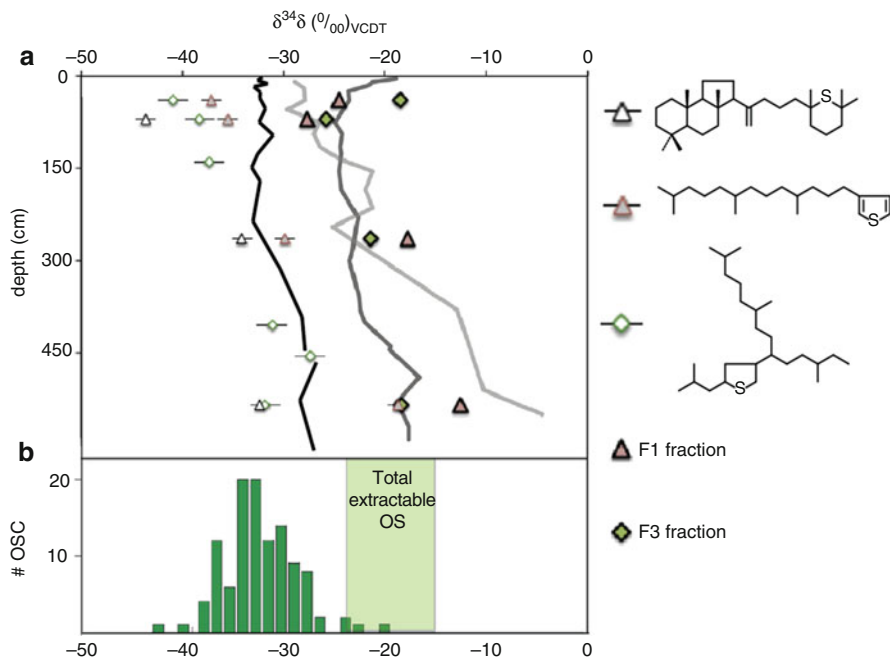 δ³⁴δ (⁰/₀₀)VCDT
a
−50 −40 −30 −20 −10 0
0
150
300
450
depth (cm)
S
S
S
F1 fraction
F3 fraction
b
20
10
# OSC
Total
extractable
OS
−50 −40 −30 −20 −10 0